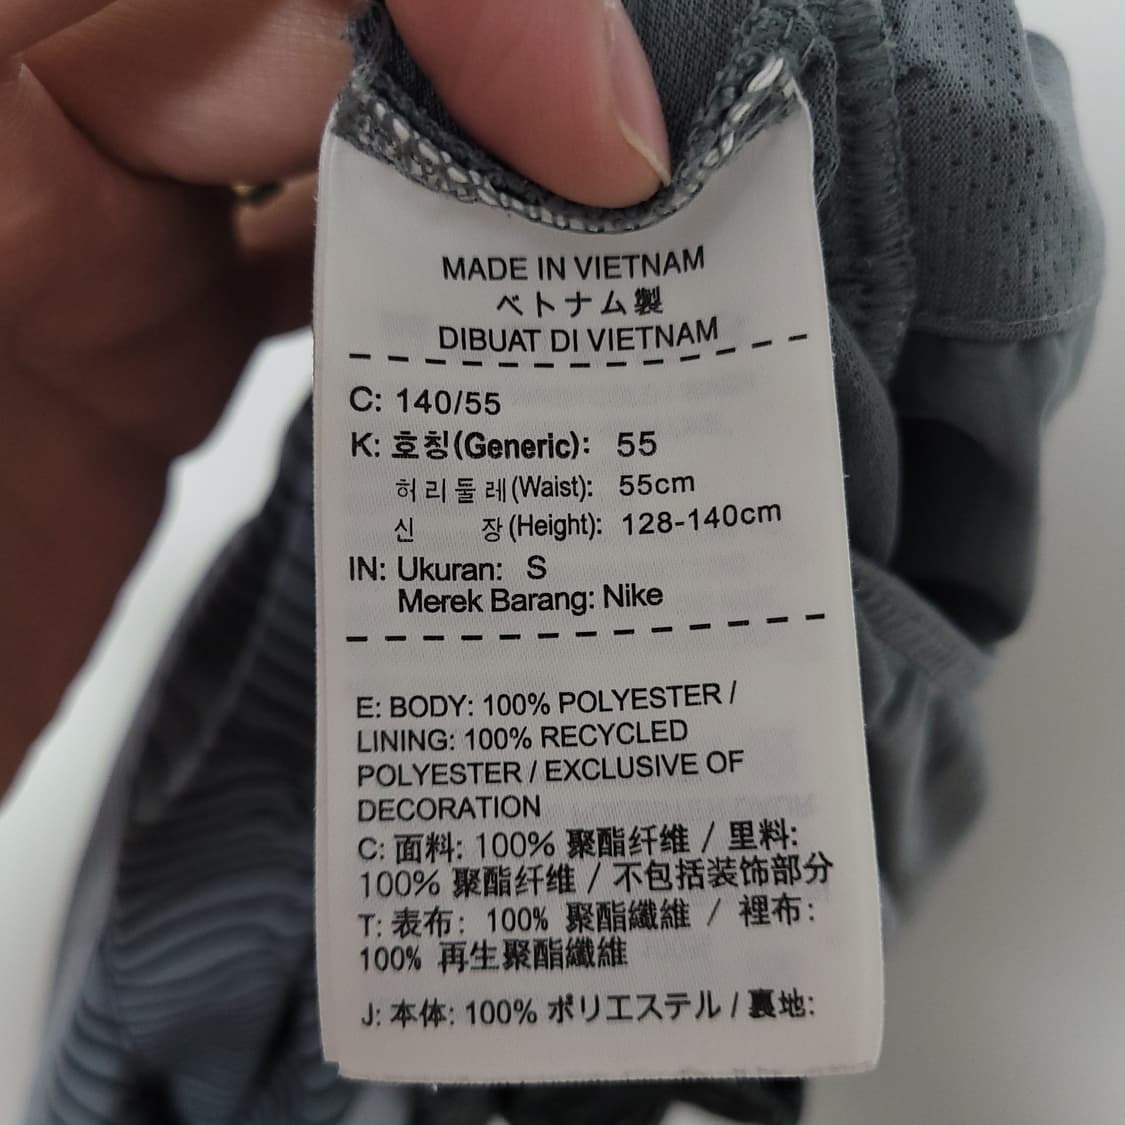 MADE IN VIETNAM
ベトナム製
DIBUAT DI VIETNAM
C: 140/55
K: 호칭(Generic): 55
허리둘레(Waist): 55cm
신 장(Height): 128-140cm
IN: Ukuran: S
Merek Barang: Nike
E: BODY: 100% POLYESTER /
LINING: 100% RECYCLED
POLYESTER / EXCLUSIVE OF
DECORATION
C: 面料: 100% 聚酯纤维 / 里料:
100% 聚酯纤维 / 不包括装饰部分
T: 表布: 100% 聚酯纖維 / 裡布:
100% 再生聚酯纖維
J: 本体: 100% ポリエステル / 裏地: